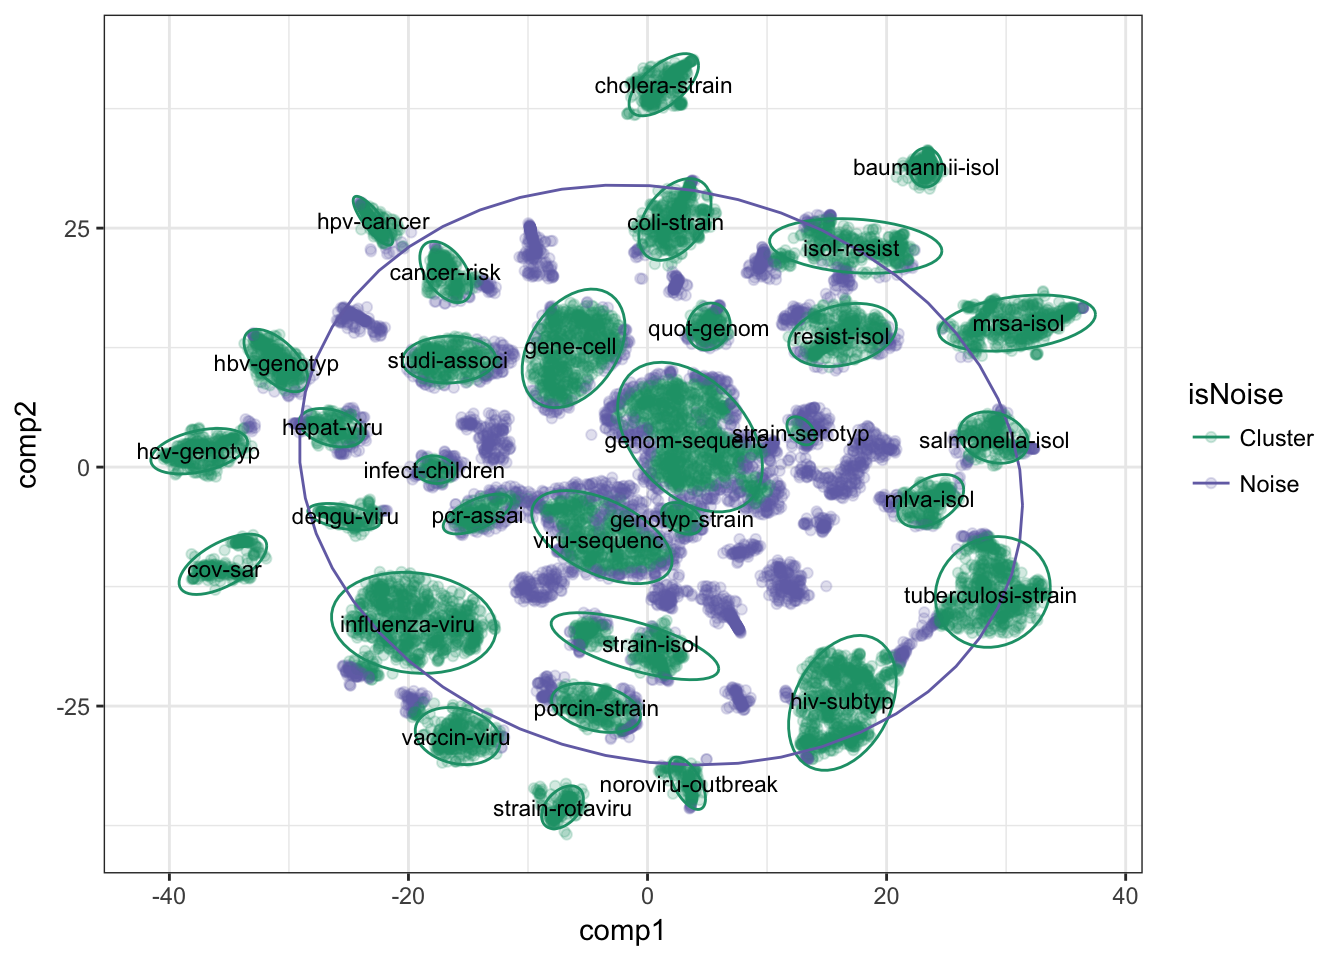 cholera-strain
baumannii-isol
hpv-cancer
coli-strain
isol-resist
cancer-risk
mrsa-isol
quot-genom
resist-isol
gene-cell
studi-associ
hbv-genotyp
hepat-viru
strain-serotyp
genom-sequenc
salmonella-isol
hcv-genotyp
infect-children
mlva-isol
dengu-viru
pcr-assai
genotyp-strain
viru-sequenc
cov-sar
tuberculosi-strain
influenza-viru
strain-isol
hiv-subtyp
porcin-strain
vaccin-viru
noroviru-outbreak
strain-rotaviru
25
0
-25
comp2
-40
-20
0
20
40
comp1
isNoise
Cluster
Noise